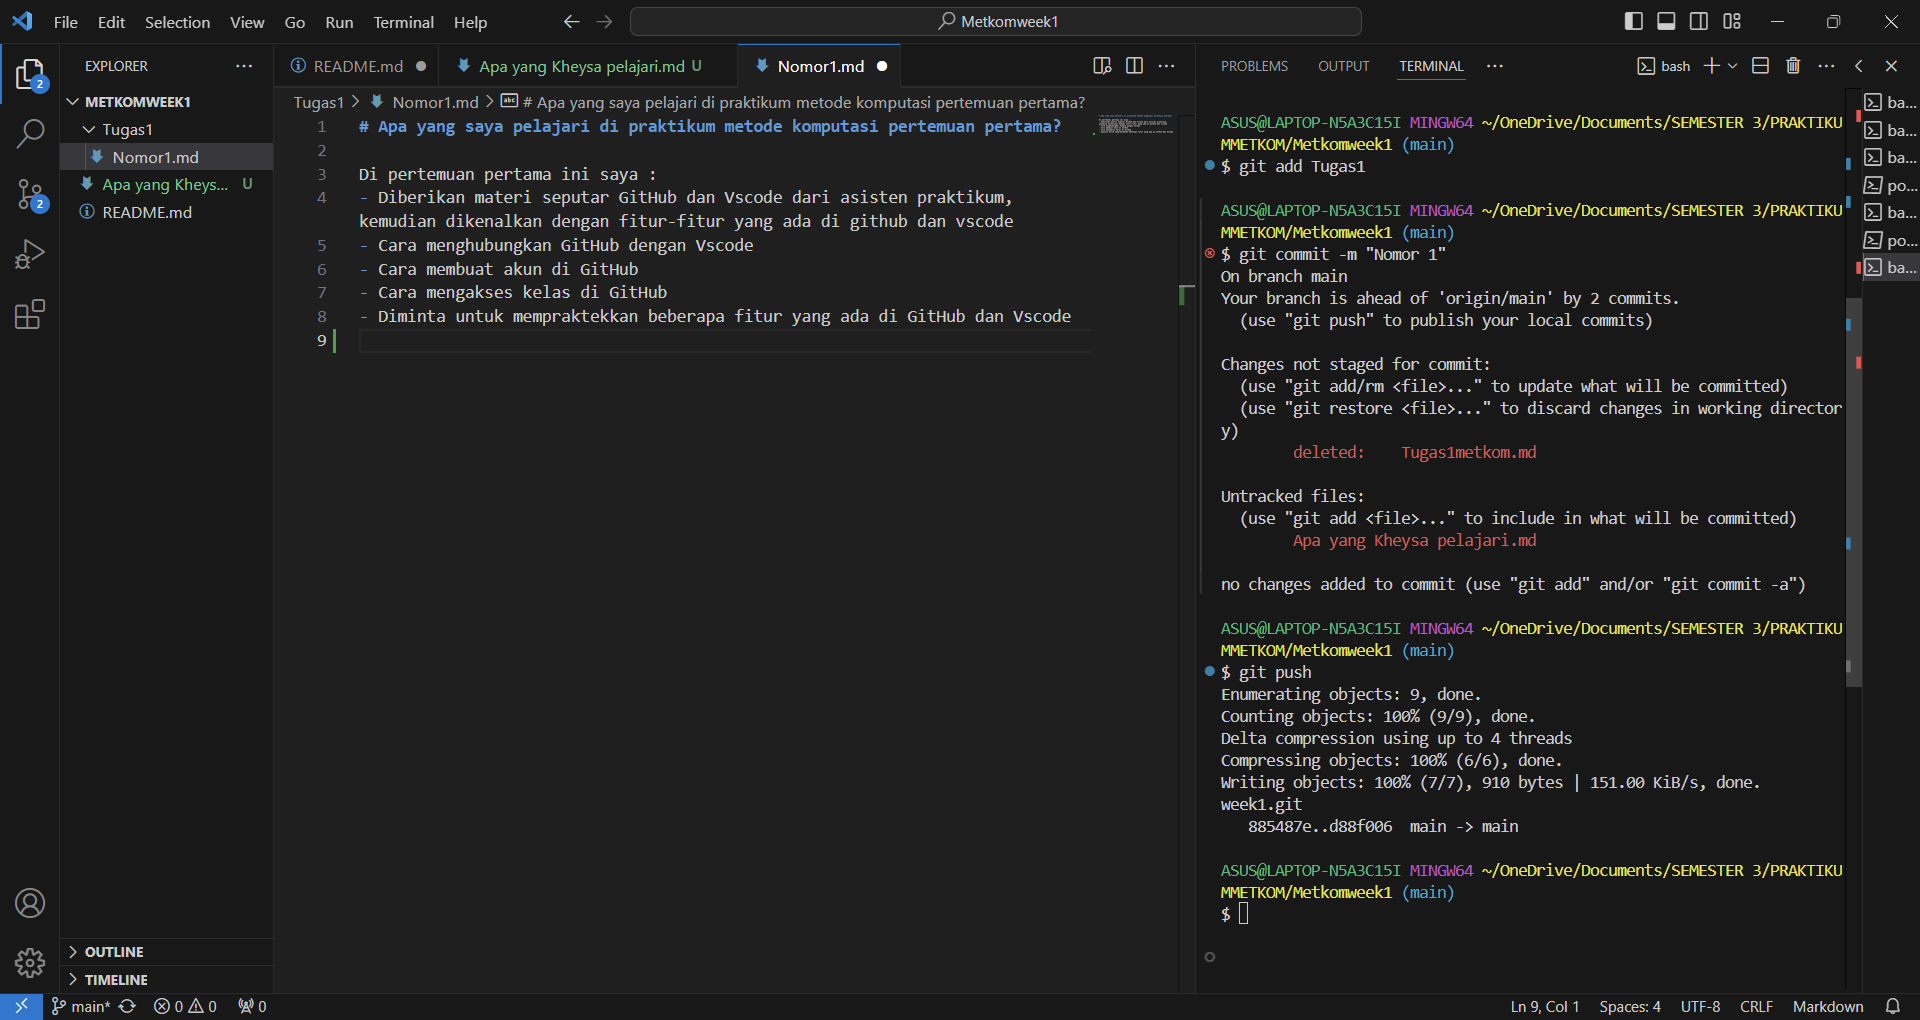 File Edit Selection View Go Run Terminal Help
Metkomweek1
EXPLORER
METKOMWEEK1
Tugas1
Nomor1.md
Apa yang Kheys... U
README.md
2
2
OUTLINE
TIMELINE
README.md
Apa yang Kheysa pelajari.md U
Nomor1.md
Tugas1 > Nomor1.md > # Apa yang saya pelajari di praktikum metode komputasi pertemuan pertama?
1 # Apa yang saya pelajari di praktikum metode komputasi pertemuan pertama?
2
3 Di pertemuan pertama ini saya :
4 - Diberikan materi seputar GitHub dan Vscode dari asisten praktikum,
kemudian dikenalkan dengan fitur-fitur yang ada di github dan vscode
5 - Cara menghubungkan GitHub dengan Vscode
6 - Cara membuat akun di GitHub
7 - Cara mengakses kelas di GitHub
8 - Diminta untuk mempraktekkan beberapa fitur yang ada di GitHub dan Vscode
9
PROBLEMS OUTPUT TERMINAL
bash
ASUS@LAPTOP-N5A3C15I MINGW64 ~/OneDrive/Documents/SEMESTER 3/PRAKTIKU
MMETKOM/Metkomweek1 (main)
$ git add Tugas1
ASUS@LAPTOP-N5A3C15I MINGW64 ~/OneDrive/Documents/SEMESTER 3/PRAKTIKU
MMETKOM/Metkomweek1 (main)
$ git commit -m "Nomor 1"
On branch main
Your branch is ahead of 'origin/main' by 2 commits.
(use "git push" to publish your local commits)
Changes not staged for commit:
(use "git add/rm <file>..." to update what will be committed)
(use "git restore <file>..." to discard changes in working director
y)
deleted: Tugas1metkom.md
Untracked files:
(use "git add <file>..." to include in what will be committed)
Apa yang Kheysa pelajari.md
no changes added to commit (use "git add" and/or "git commit -a")
ASUS@LAPTOP-N5A3C15I MINGW64 ~/OneDrive/Documents/SEMESTER 3/PRAKTIKU
MMETKOM/Metkomweek1 (main)
$ git push
Enumerating objects: 9, done.
Counting objects: 100% (9/9), done.
Delta compression using up to 4 threads
Compressing objects: 100% (6/6), done.
Writing objects: 100% (7/7), 910 bytes | 151.00 KiB/s, done.
week1.git
885487e..d88f006 main -> main
ASUS@LAPTOP-N5A3C15I MINGW64 ~/OneDrive/Documents/SEMESTER 3/PRAKTIKU
MMETKOM/Metkomweek1 (main)
$
ba...
ba...
ba...
po...
ba...
po...
ba...
main* 0 0 0
Ln 9, Col 1 Spaces: 4 UTF-8 CRLF Markdown